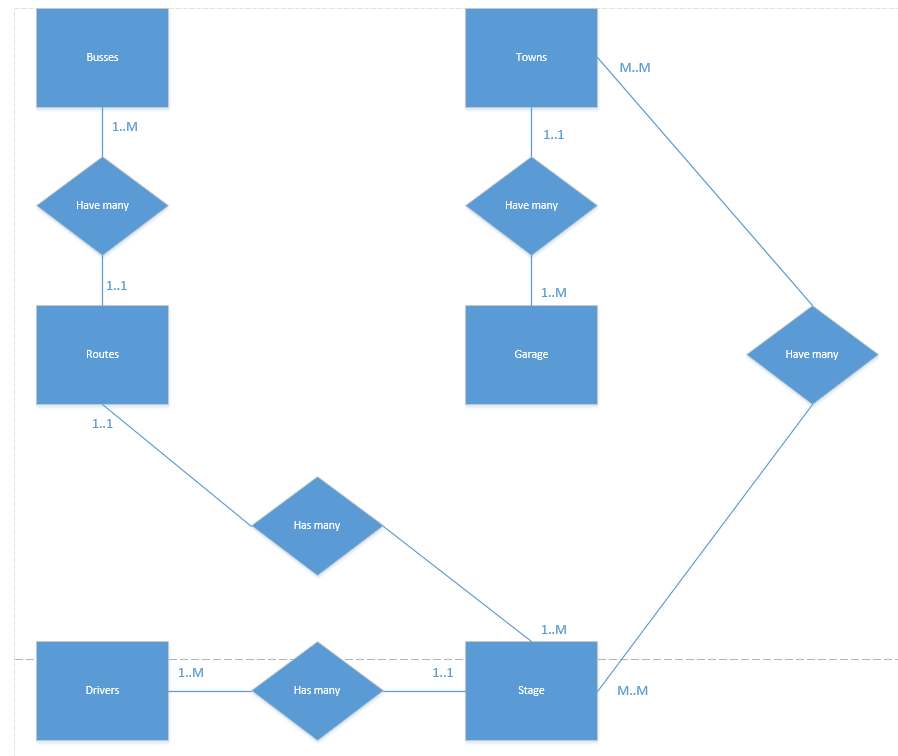 Busses
Towns
M..M
1..M
1..1
Have many
Have many
1..1
1..M
Routes
Garage
Have many
1..1
Has many
1..M
Drivers
1..M
Has many
1..1
Stage
M..M